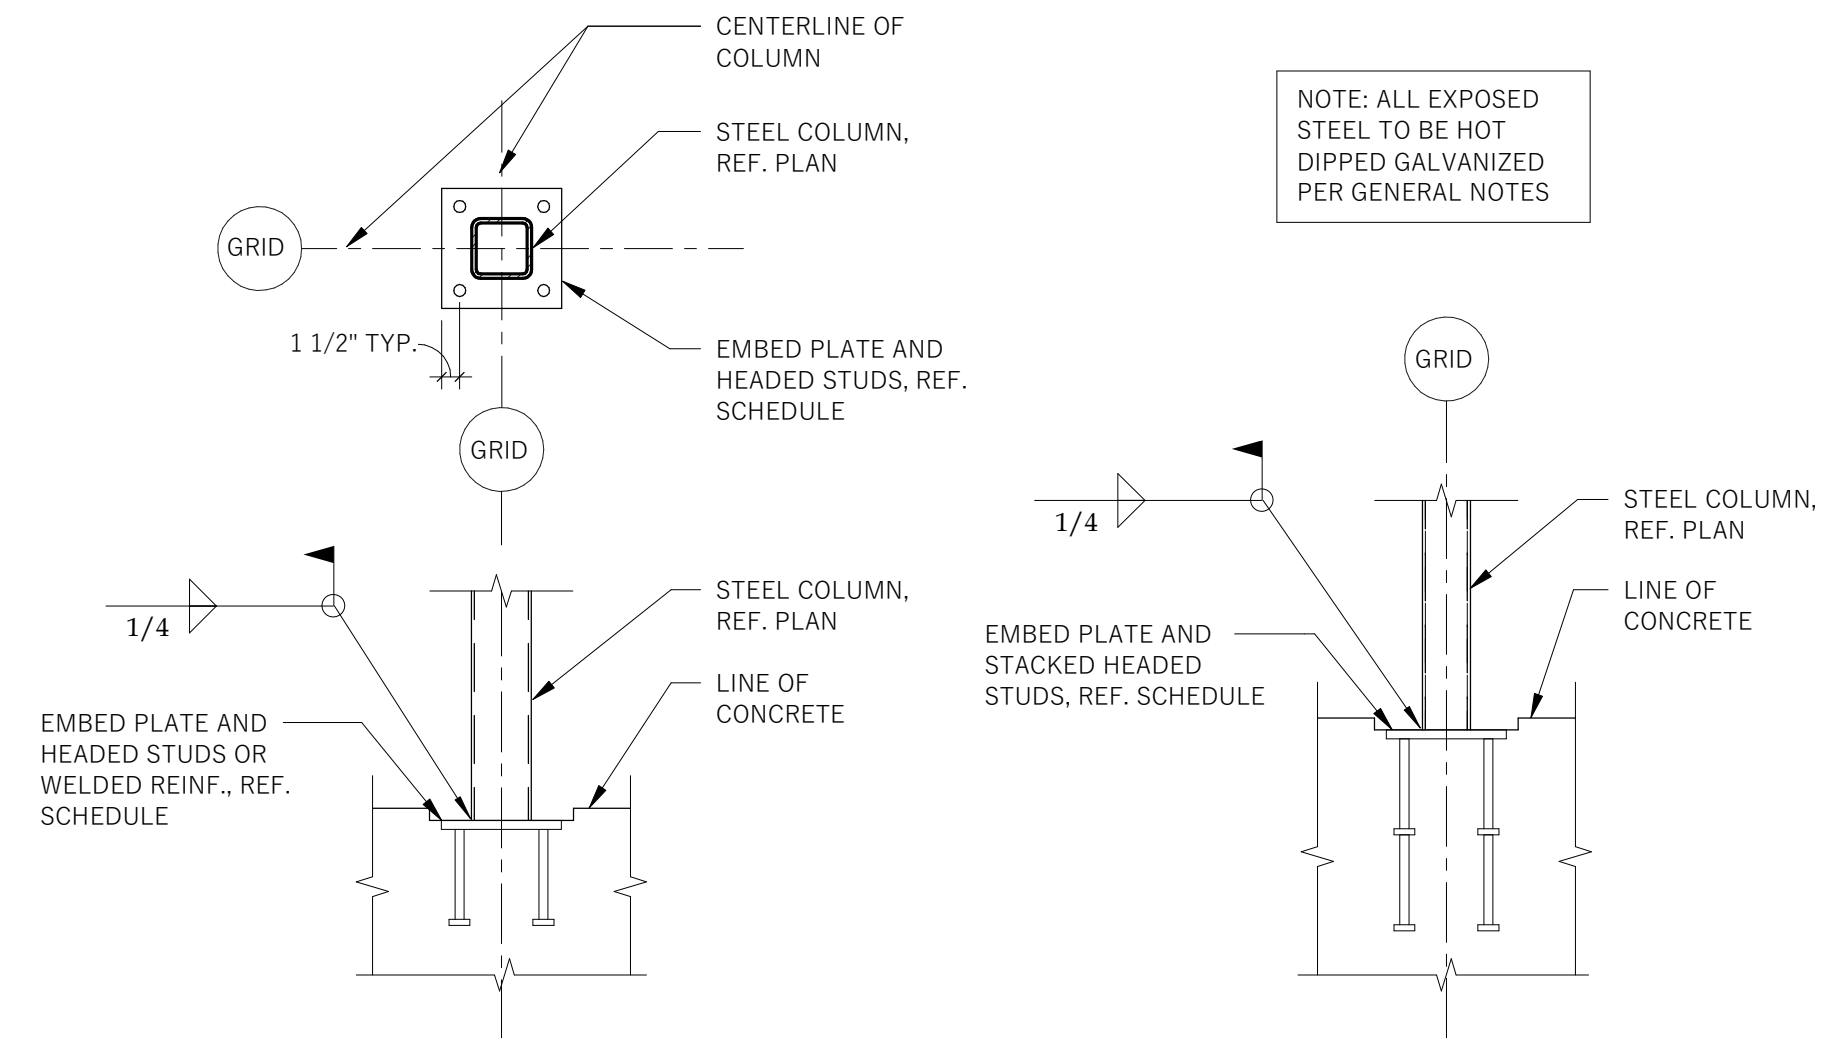 CENTERLINE OF
COLUMN
STEEL COLUMN,
REF. PLAN
GRID
1 1/2" TYP.
EMBED PLATE AND
HEADED STUDS, REF.
SCHEDULE
GRID
1/4
STEEL COLUMN,
REF. PLAN
LINE OF
CONCRETE
EMBED PLATE AND
HEADED STUDS OR
WELDED REINF., REF.
SCHEDULE
NOTE: ALL EXPOSED
STEEL TO BE HOT
DIPPED GALVANIZED
PER GENERAL NOTES
GRID
1/4
STEEL COLUMN,
REF. PLAN
LINE OF
CONCRETE
EMBED PLATE AND
STACKED HEADED
STUDS, REF. SCHEDULE